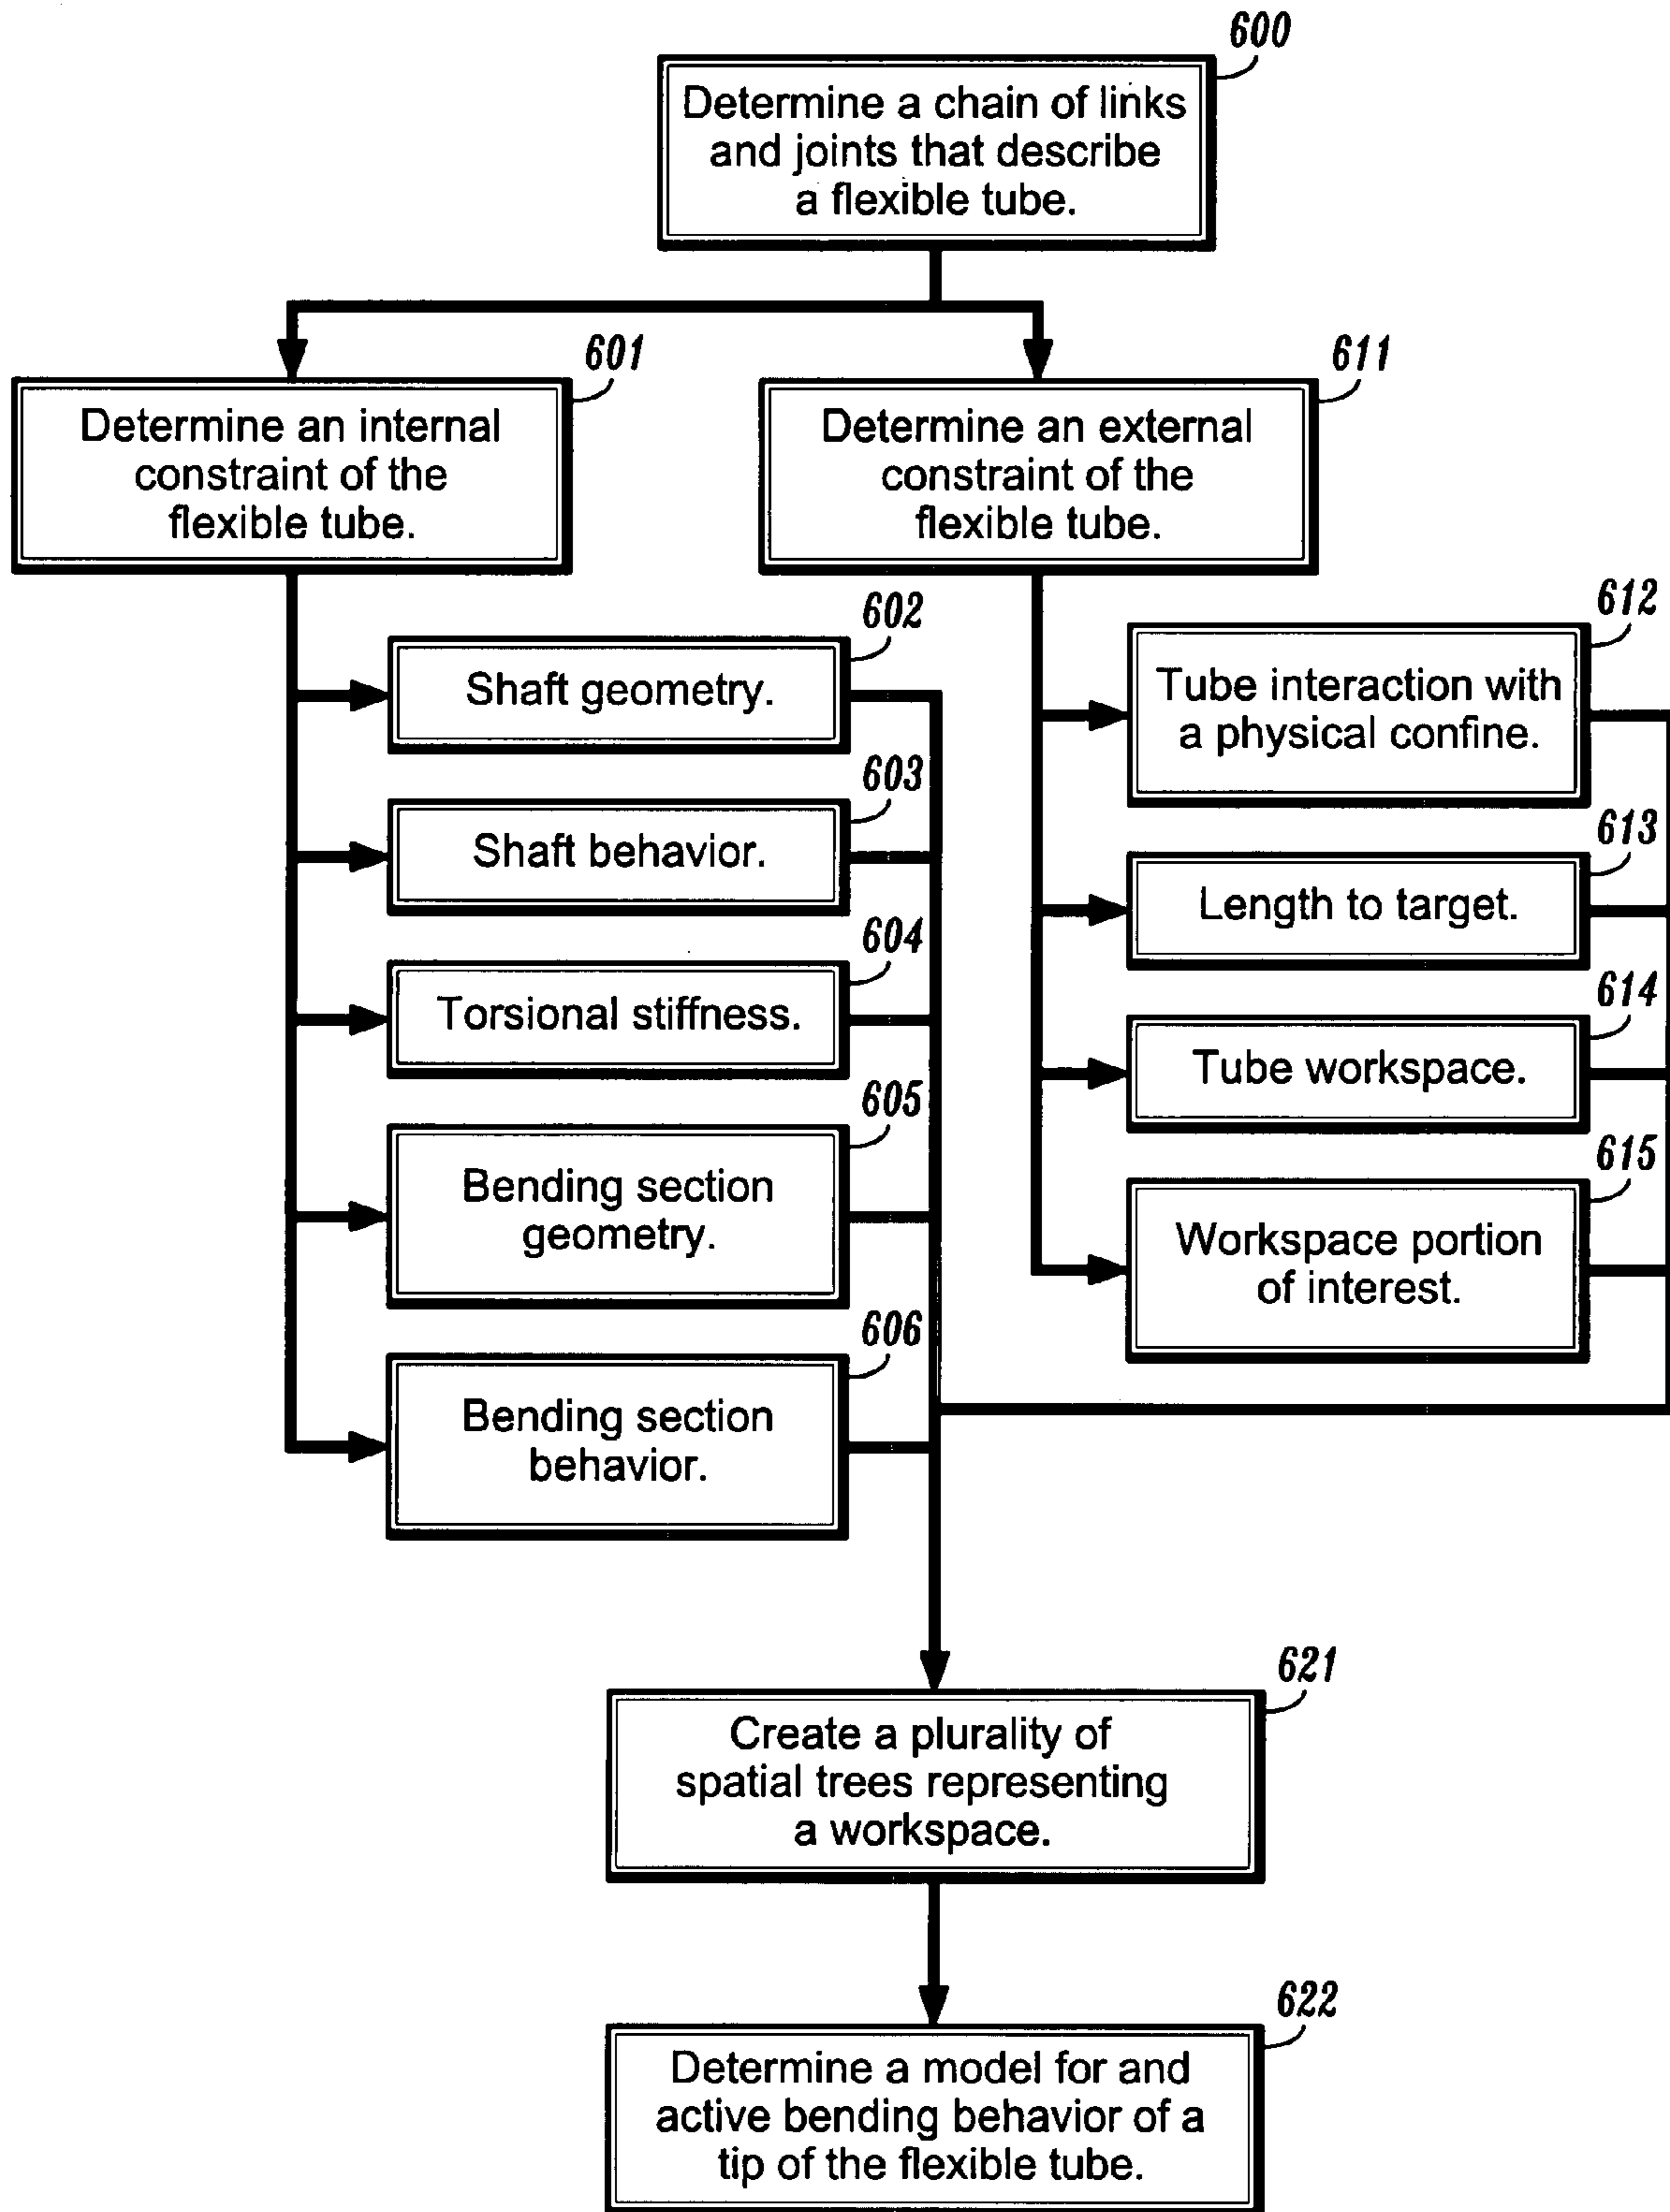 600
Determine a chain of links
and joints that describe
a flexible tube.
601
Determine an internal
constraint of the
flexible tube.
611
Determine an external
constraint of the
flexible tube.
602
Shaft geometry.
603
Shaft behavior.
604
Torsional stiffness.
605
Bending section
geometry.
606
Bending section
behavior.
612
Tube interaction with
a physical confine.
613
Length to target.
614
Tube workspace.
615
Workspace portion
of interest.
621
Create a plurality of
spatial trees representing
a workspace.
622
Determine a model for and
active bending behavior of a
tip of the flexible tube.